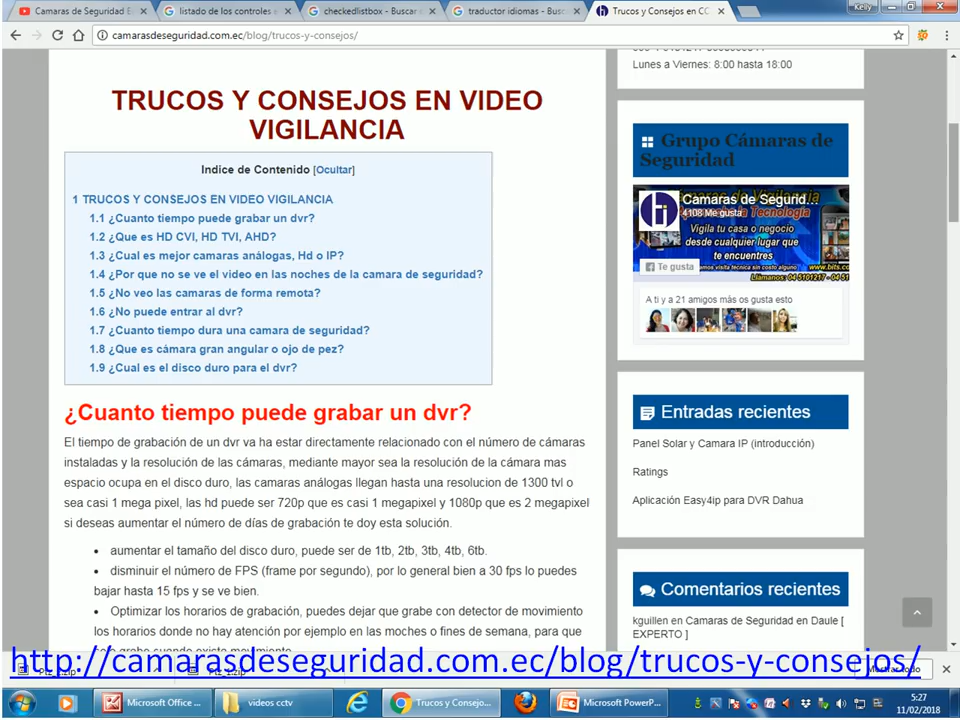 Camaras de Seguridad E
listado de los controles e
checkedlistbox - Buscar c
traductor idiomas - Busc
Trucos y Consejos en CC
Kelly
camarasdeseguridad.com.ec/blog/trucos-y-consejos/
Lunes a Viernes: 8:00 hasta 18:00
TRUCOS Y CONSEJOS EN VIDEO
VIGILANCIA
Indice de Contenido [Ocultar]
1 TRUCOS Y CONSEJOS EN VIDEO VIGILANCIA
1.1 ¿Cuanto tiempo puede grabar un dvr?
1.2 ¿Que es HD CVI, HD TVI, AHD?
1.3 ¿Cual es mejor camaras análogas, Hd o IP?
1.4 ¿Por que no se ve el video en las noches de la camara de seguridad?
1.5 ¿No veo las camaras de forma remota?
1.6 ¿No puede entrar al dvr?
1.7 ¿Cuanto tiempo dura una camara de seguridad?
1.8 ¿Que es cámara gran angular o ojo de pez?
1.9 ¿Cual es el disco duro para el dvr?
¿Cuanto tiempo puede grabar un dvr?
El tiempo de grabación de un dvr va ha estar directamente relacionado con el número de cámaras
instaladas y la resolución de las cámaras, mediante mayor sea la resolución de la cámara mas
espacio ocupa en el disco duro, las camaras análogas llegan hasta una resolucion de 1300 tvl o
sea casi 1 mega pixel, las hd puede ser 720p que es casi 1 megapixel y 1080p que es 2 megapixel
si deseas aumentar el número de días de grabación te doy esta solución.
• aumentar el tamaño del disco duro, puede ser de 1tb, 2tb, 3tb, 4tb, 6tb.
• disminuir el número de FPS (frame por segundo), por lo general bien a 30 fps lo puedes
bajar hasta 15 fps y se ve bien.
• Optimizar los horarios de grabación, puedes dejar que grabe con detector de movimiento
los horarios donde no hay atención por ejemplo en las moches o fines de semana, para que
Grupo Cámaras de
Seguridad
Camaras de Segurid...
4108 Me gusta
Vigila tu casa o negocio
desde cualquier lugar que
te encuentres
Te gusta
www.bits.co
Llámanos: 04 5101217 - 04 51
A ti y a 21 amigos más os gusta esto
Entradas recientes
Panel Solar y Camara IP (introducción)
Ratings
Aplicación Easy4ip para DVR Dahua
Comentarios recientes
kguillen en Camaras de Seguridad en Daule [
EXPERTO ]
http://camarasdeseguridad.com.ec/blog/trucos-y-consejos/
Microsoft Office ...
videos cctv
Trucos y Consejo...
Microsoft PowerP...
5:27
11/02/2018